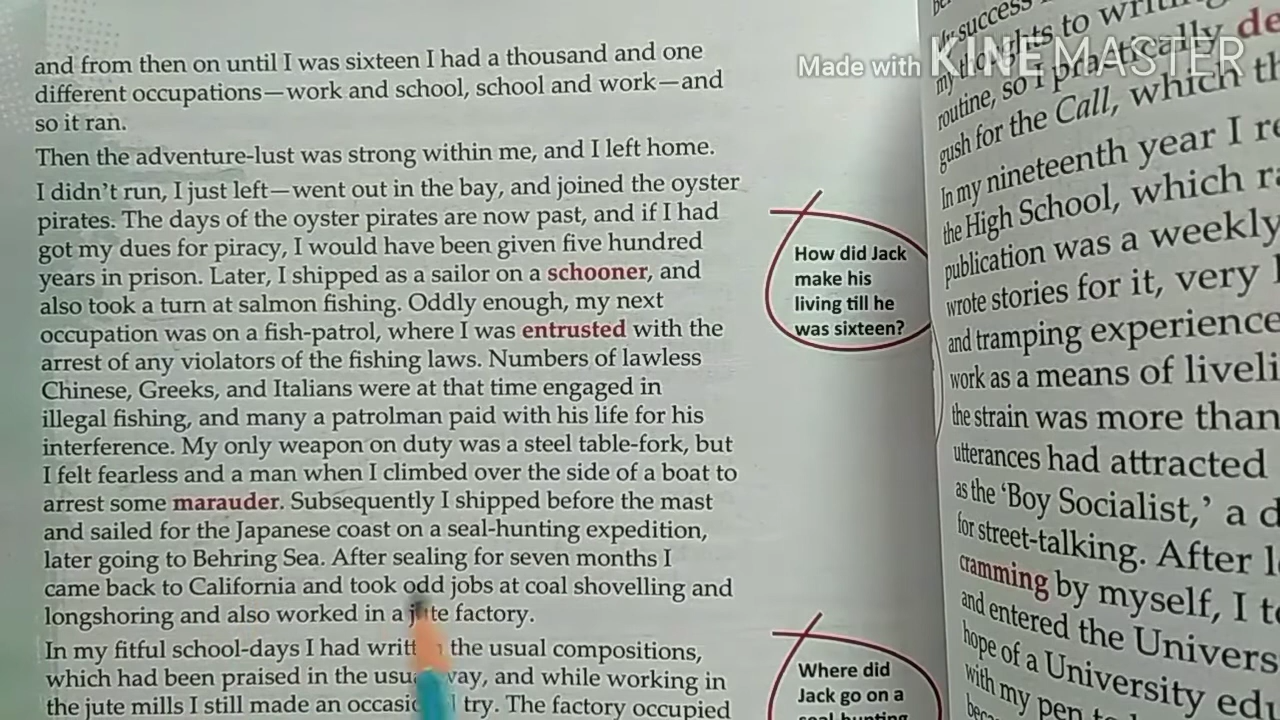 and from then on until I was sixteen I had a thousand and one
different occupations—work and school, school and work—and
so it ran.
Then the adventure-lust was strong within me, and I left home.
I didn't run, I just left—went out in the bay, and joined the oyster
pirates. The days of the oyster pirates are now past, and if I had
got my dues for piracy, I would have been given five hundred
years in prison. Later, I shipped as a sailor on a schooner, and
also took a turn at salmon fishing. Oddly enough, my next
occupation was on a fish-patrol, where I was entrusted with the
arrest of any violators of the fishing laws. Numbers of lawless
Chinese, Greeks, and Italians were at that time engaged in
illegal fishing, and many a patrolman paid with his life for his
interference. My only weapon on duty was a steel table-fork, but
I felt fearless and a man when I climbed over the side of a boat to
arrest some marauder. Subsequently I shipped before the mast
and sailed for the Japanese coast on a seal-hunting expedition,
later going to Behring Sea. After sealing for seven months I
came back to California and took odd jobs at coal shovelling and
longshoring and also worked in a jute factory.
In my fitful school-days I had written the usual compositions,
which had been praised in the usual way, and while working in
the jute mills I still made an occasional try. The factory occupied
How did Jack
make his
living till he
was sixteen?
Where did
Jack go on a
seal hunting
Made with KINEMASTER
success
my thoughts to writing
routine, so I practically de
gush for the Call, which th
In my nineteenth year I re
the High School, which ra
publication was a weekly
wrote stories for it, very
and tramping experience
work as a means of liveli
the strain was more than
utterances had attracted
as the 'Boy Socialist,' a d
for street-talking. After
cramming by myself, I to
and entered the Univers
hope of a University edu
with my pen to